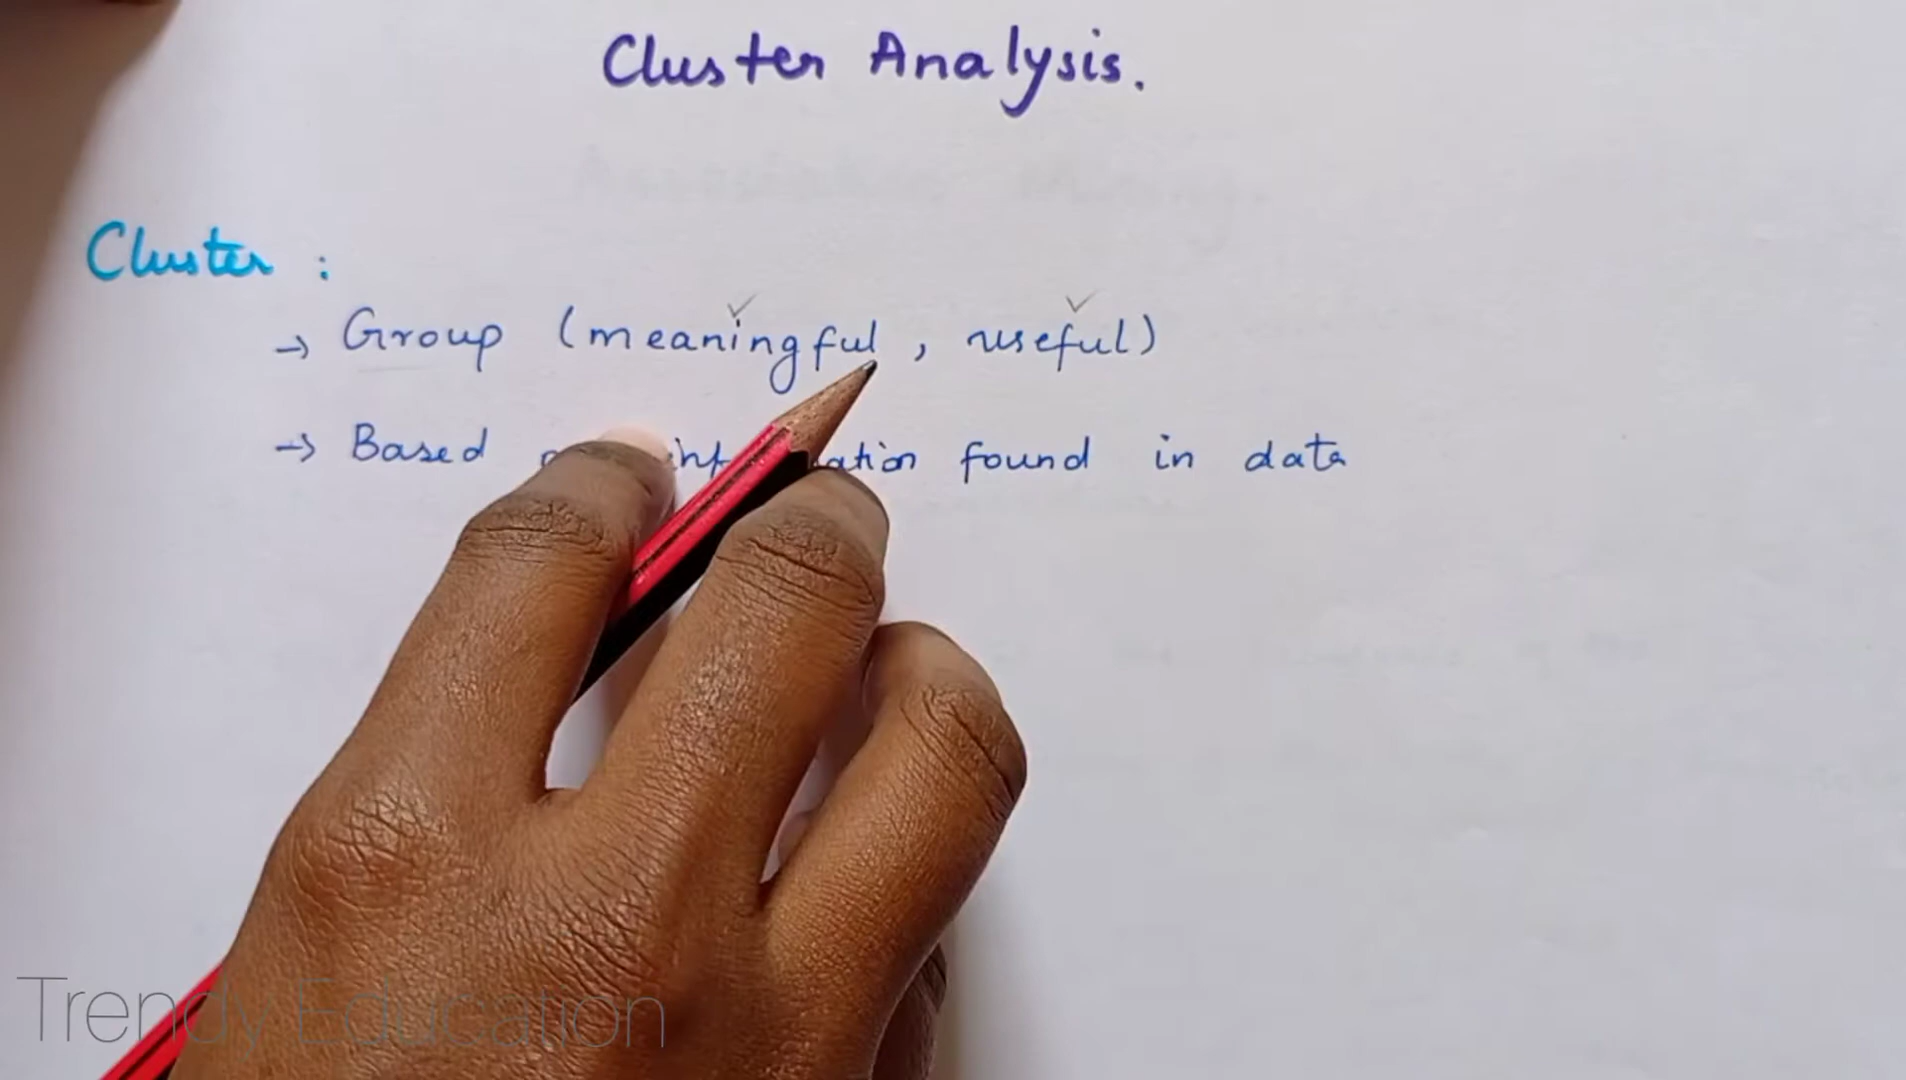 Cluster Analysis.
Cluster :
→ Group (meaningful, useful)
→ Based found in data
Trendy Education